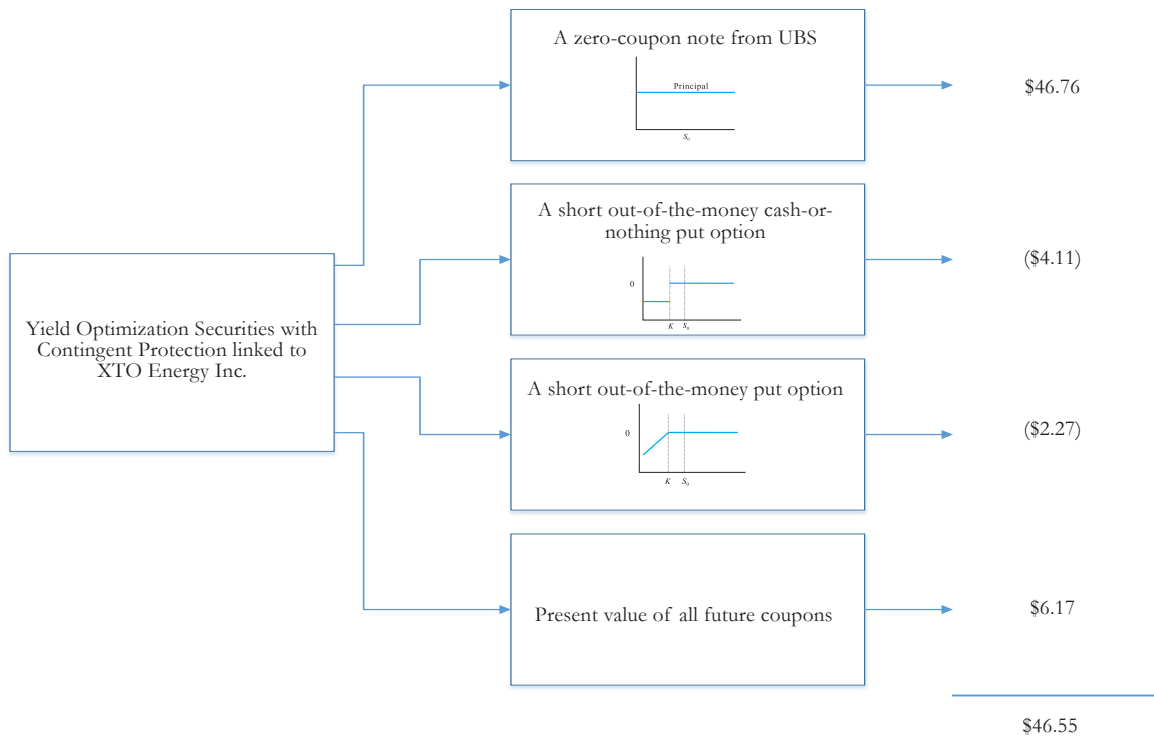 A zero-coupon note from UBS
Principal
S0
$46.76
A short out-of-the-money cash-or-
nothing put option
0
K S0
($4.11)
Yield Optimization Securities with
Contingent Protection linked to
XTO Energy Inc.
A short out-of-the-money put option
0
K S0
($2.27)
Present value of all future coupons
$6.17
$46.55